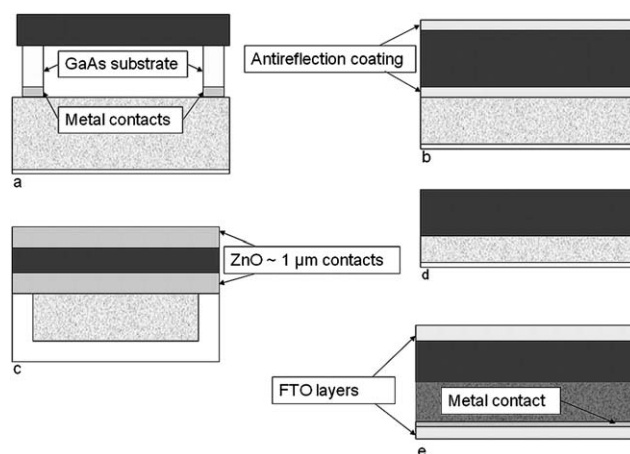 GaAs substrate
Metal contacts
a
Antireflection coating
b
ZnO ~ 1 µm contacts
c
d
FTO layers
Metal contact
e